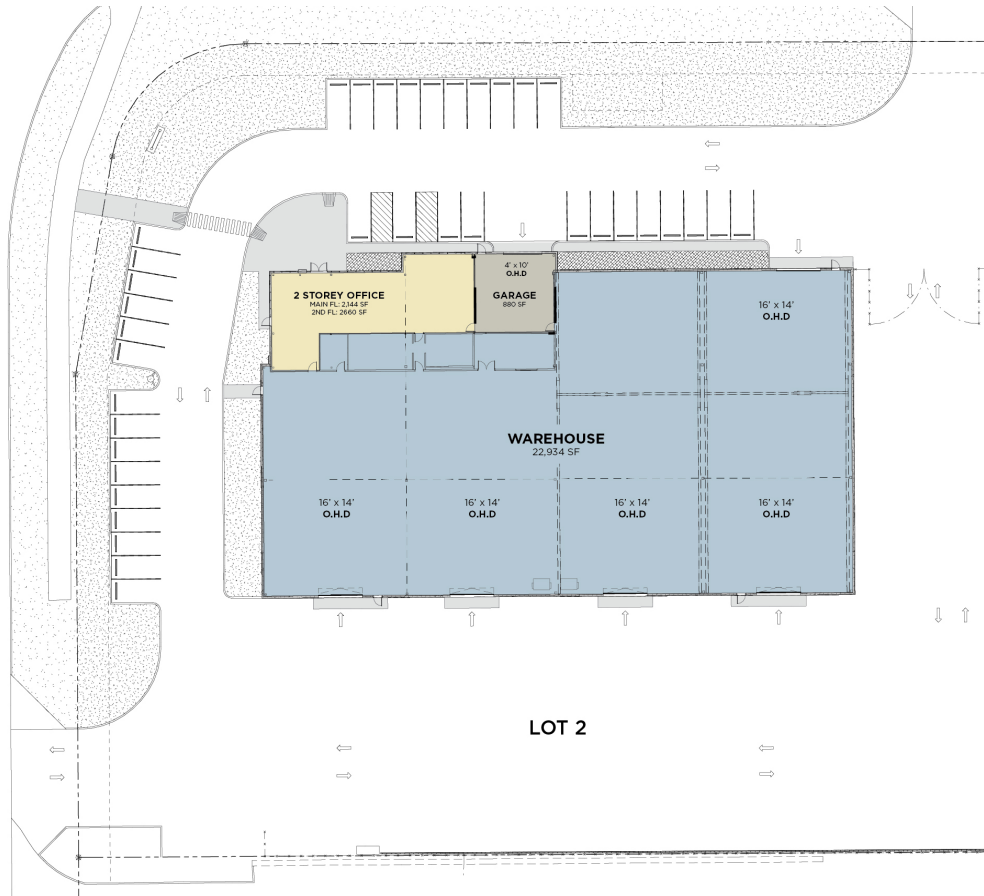 4' x 10'
O.H.D
GARAGE
880 SF
2 STOREY OFFICE
MAIN FL: 2,144 SF
2ND FL: 2660 SF
16' x 14'
O.H.D
WAREHOUSE
22,934 SF
16' x 14'
O.H.D
16' x 14'
O.H.D
16' x 14'
O.H.D
16' x 14'
O.H.D
LOT 2